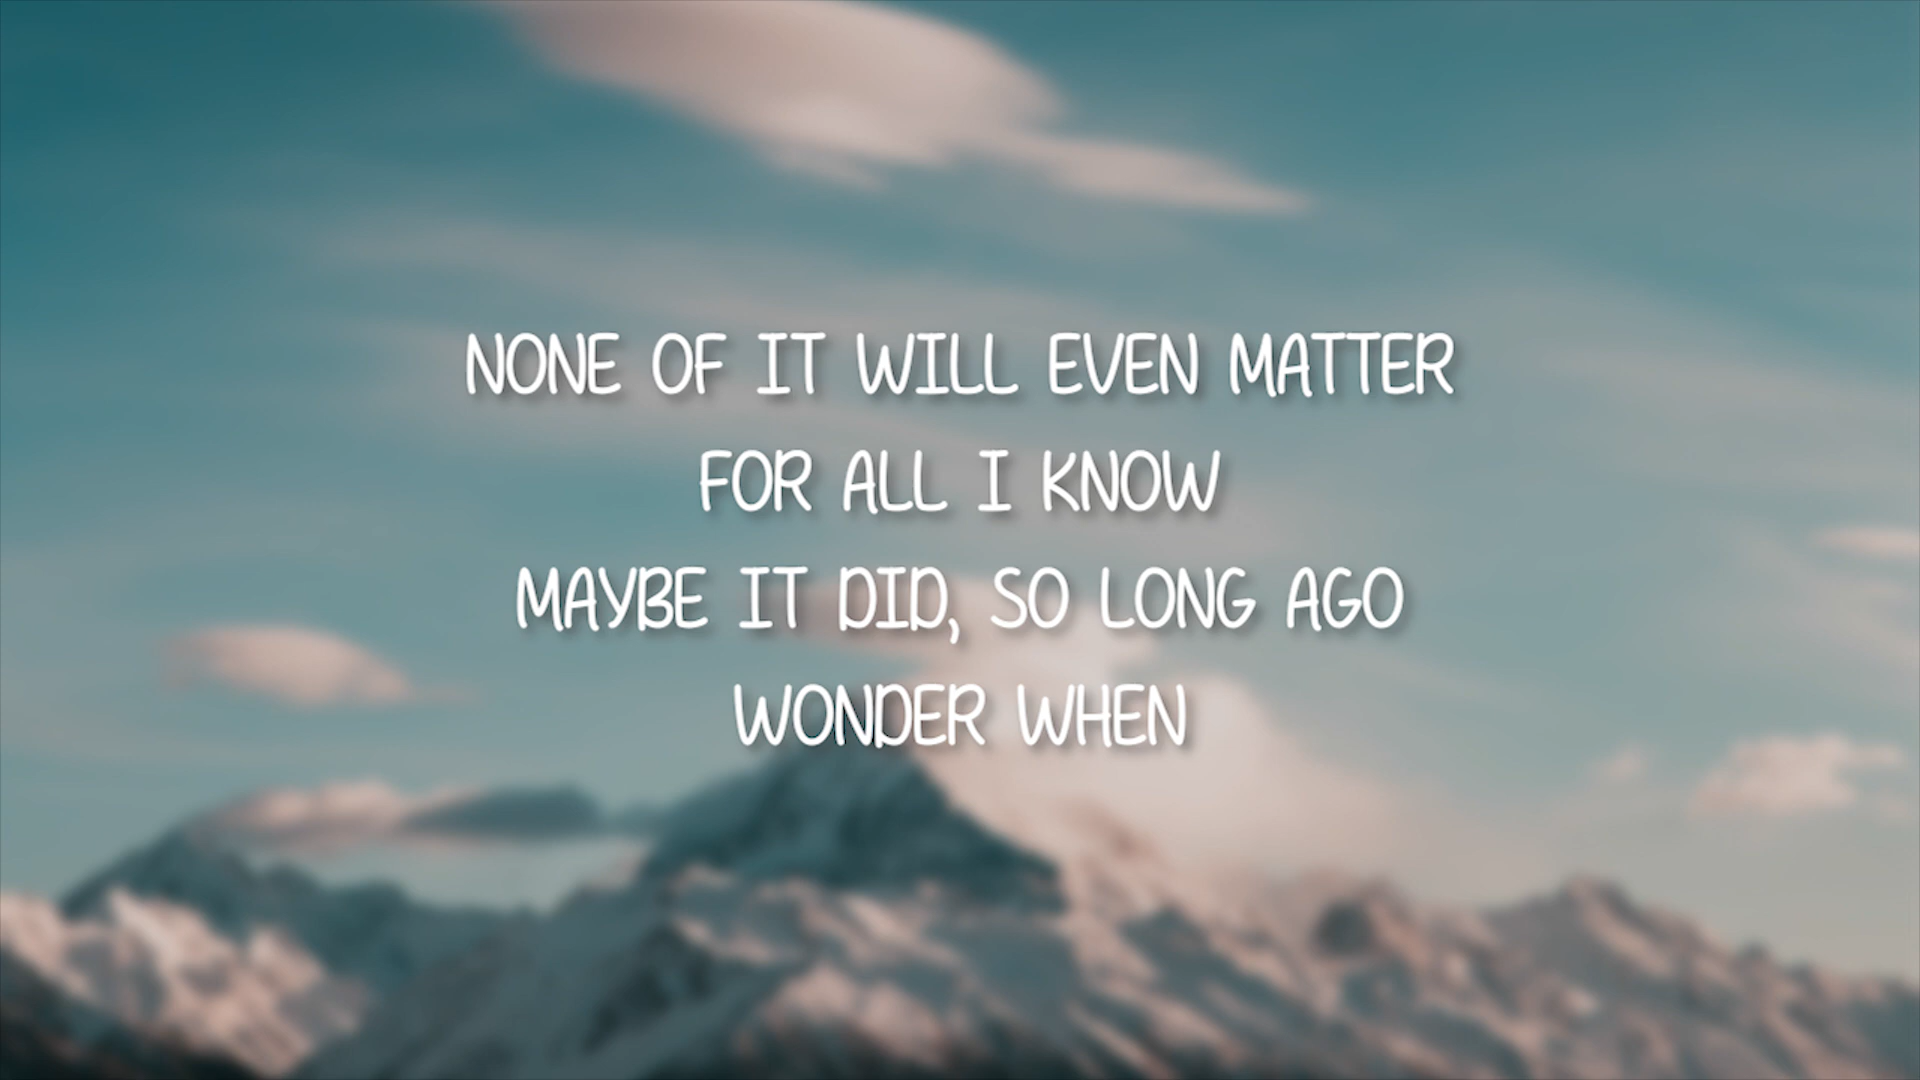 NONE OF IT WILL EVEN MATTER
FOR ALL I KNOW
MAYBE IT DID, SO LONG AGO
WONDER WHEN